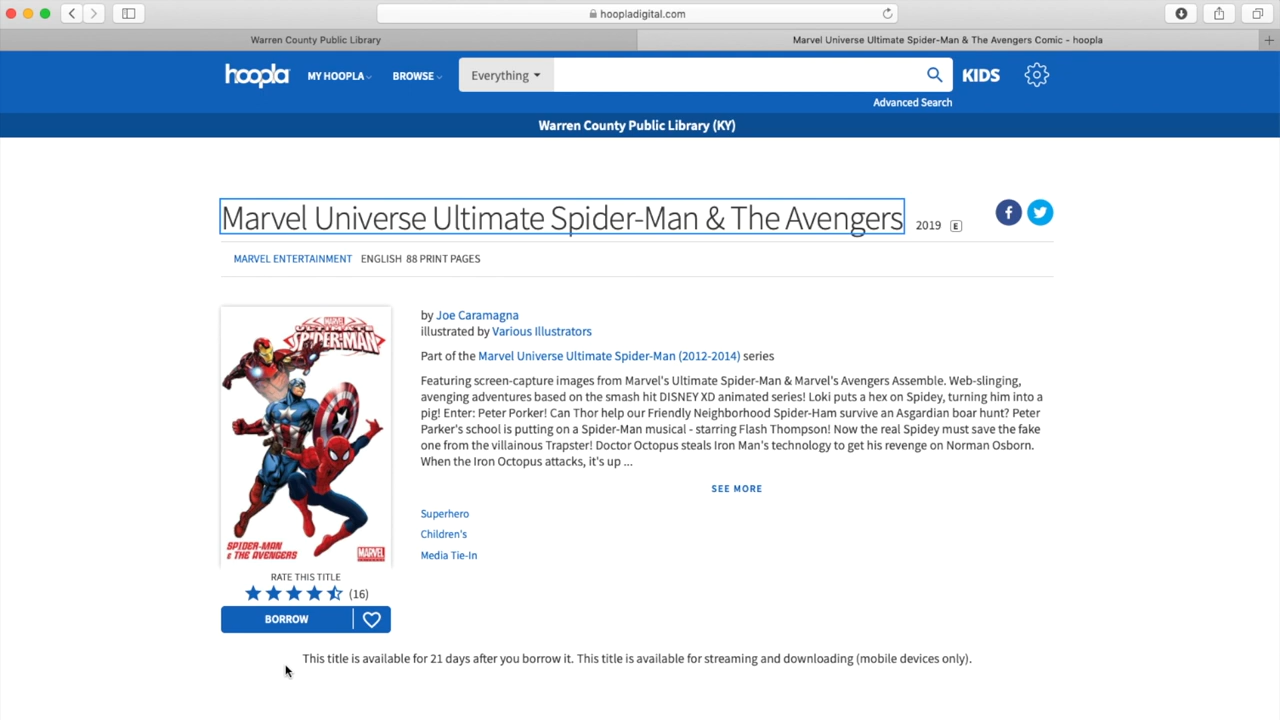 hoopladigital.com
Warren County Public Library
Marvel Universe Ultimate Spider-Man & The Avengers Comic - hoopla
hoopla
MY HOOPLA
BROWSE
Everything
KIDS
Advanced Search
Warren County Public Library (KY)
Marvel Universe Ultimate Spider-Man & The Avengers 2019 E
MARVEL ENTERTAINMENT ENGLISH 88 PRINT PAGES
MARVEL
ULTIMATE
SPIDER-MAN
SPIDER-MAN
& THE AVENGERS
MARVEL
RATE THIS TITLE
(16)
BORROW
by Joe Caramagna
illustrated by Various Illustrators
Part of the Marvel Universe Ultimate Spider-Man (2012-2014) series
Featuring screen-capture images from Marvel's Ultimate Spider-Man & Marvel's Avengers Assemble. Web-slinging,
avenging adventures based on the smash hit DISNEY XD animated series! Loki puts a hex on Spidey, turning him into a
pig! Enter: Peter Porker! Can Thor help our Friendly Neighborhood Spider-Ham survive an Asgardian boar hunt? Peter
Parker's school is putting on a Spider-Man musical - starring Flash Thompson! Now the real Spidey must save the fake
one from the villainous Trapster! Doctor Octopus steals Iron Man's technology to get his revenge on Norman Osborn.
When the Iron Octopus attacks, it's up ...
SEE MORE
Superhero
Children's
Media Tie-In
This title is available for 21 days after you borrow it. This title is available for streaming and downloading (mobile devices only).